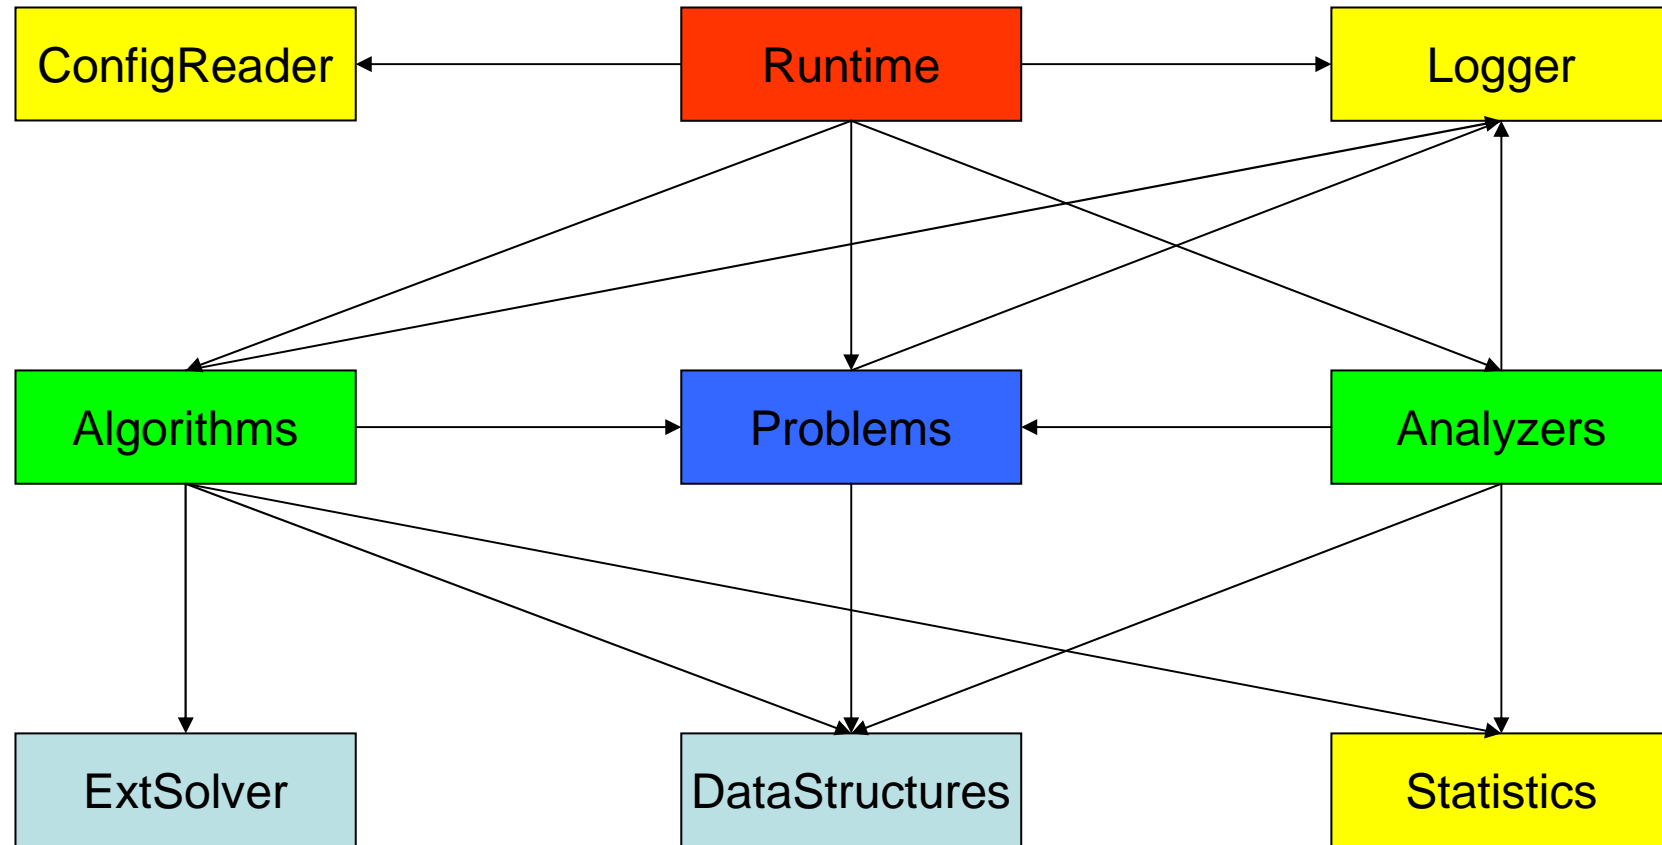 ConfigReader
Runtime
Logger
Algorithms
Problems
Analyzers
ExtSolver
DataStructures
Statistics